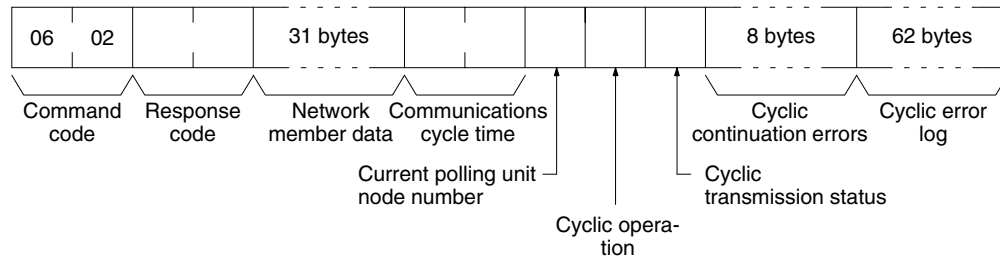 06 02 31 bytes 8 bytes 62 bytes
Command
code
Response
code
Network
member data
Communications
cycle time
Cyclic
continuation errors
Cyclic error
log
Current polling unit
node number
Cyclic
transmission status
Cyclic opera-
tion